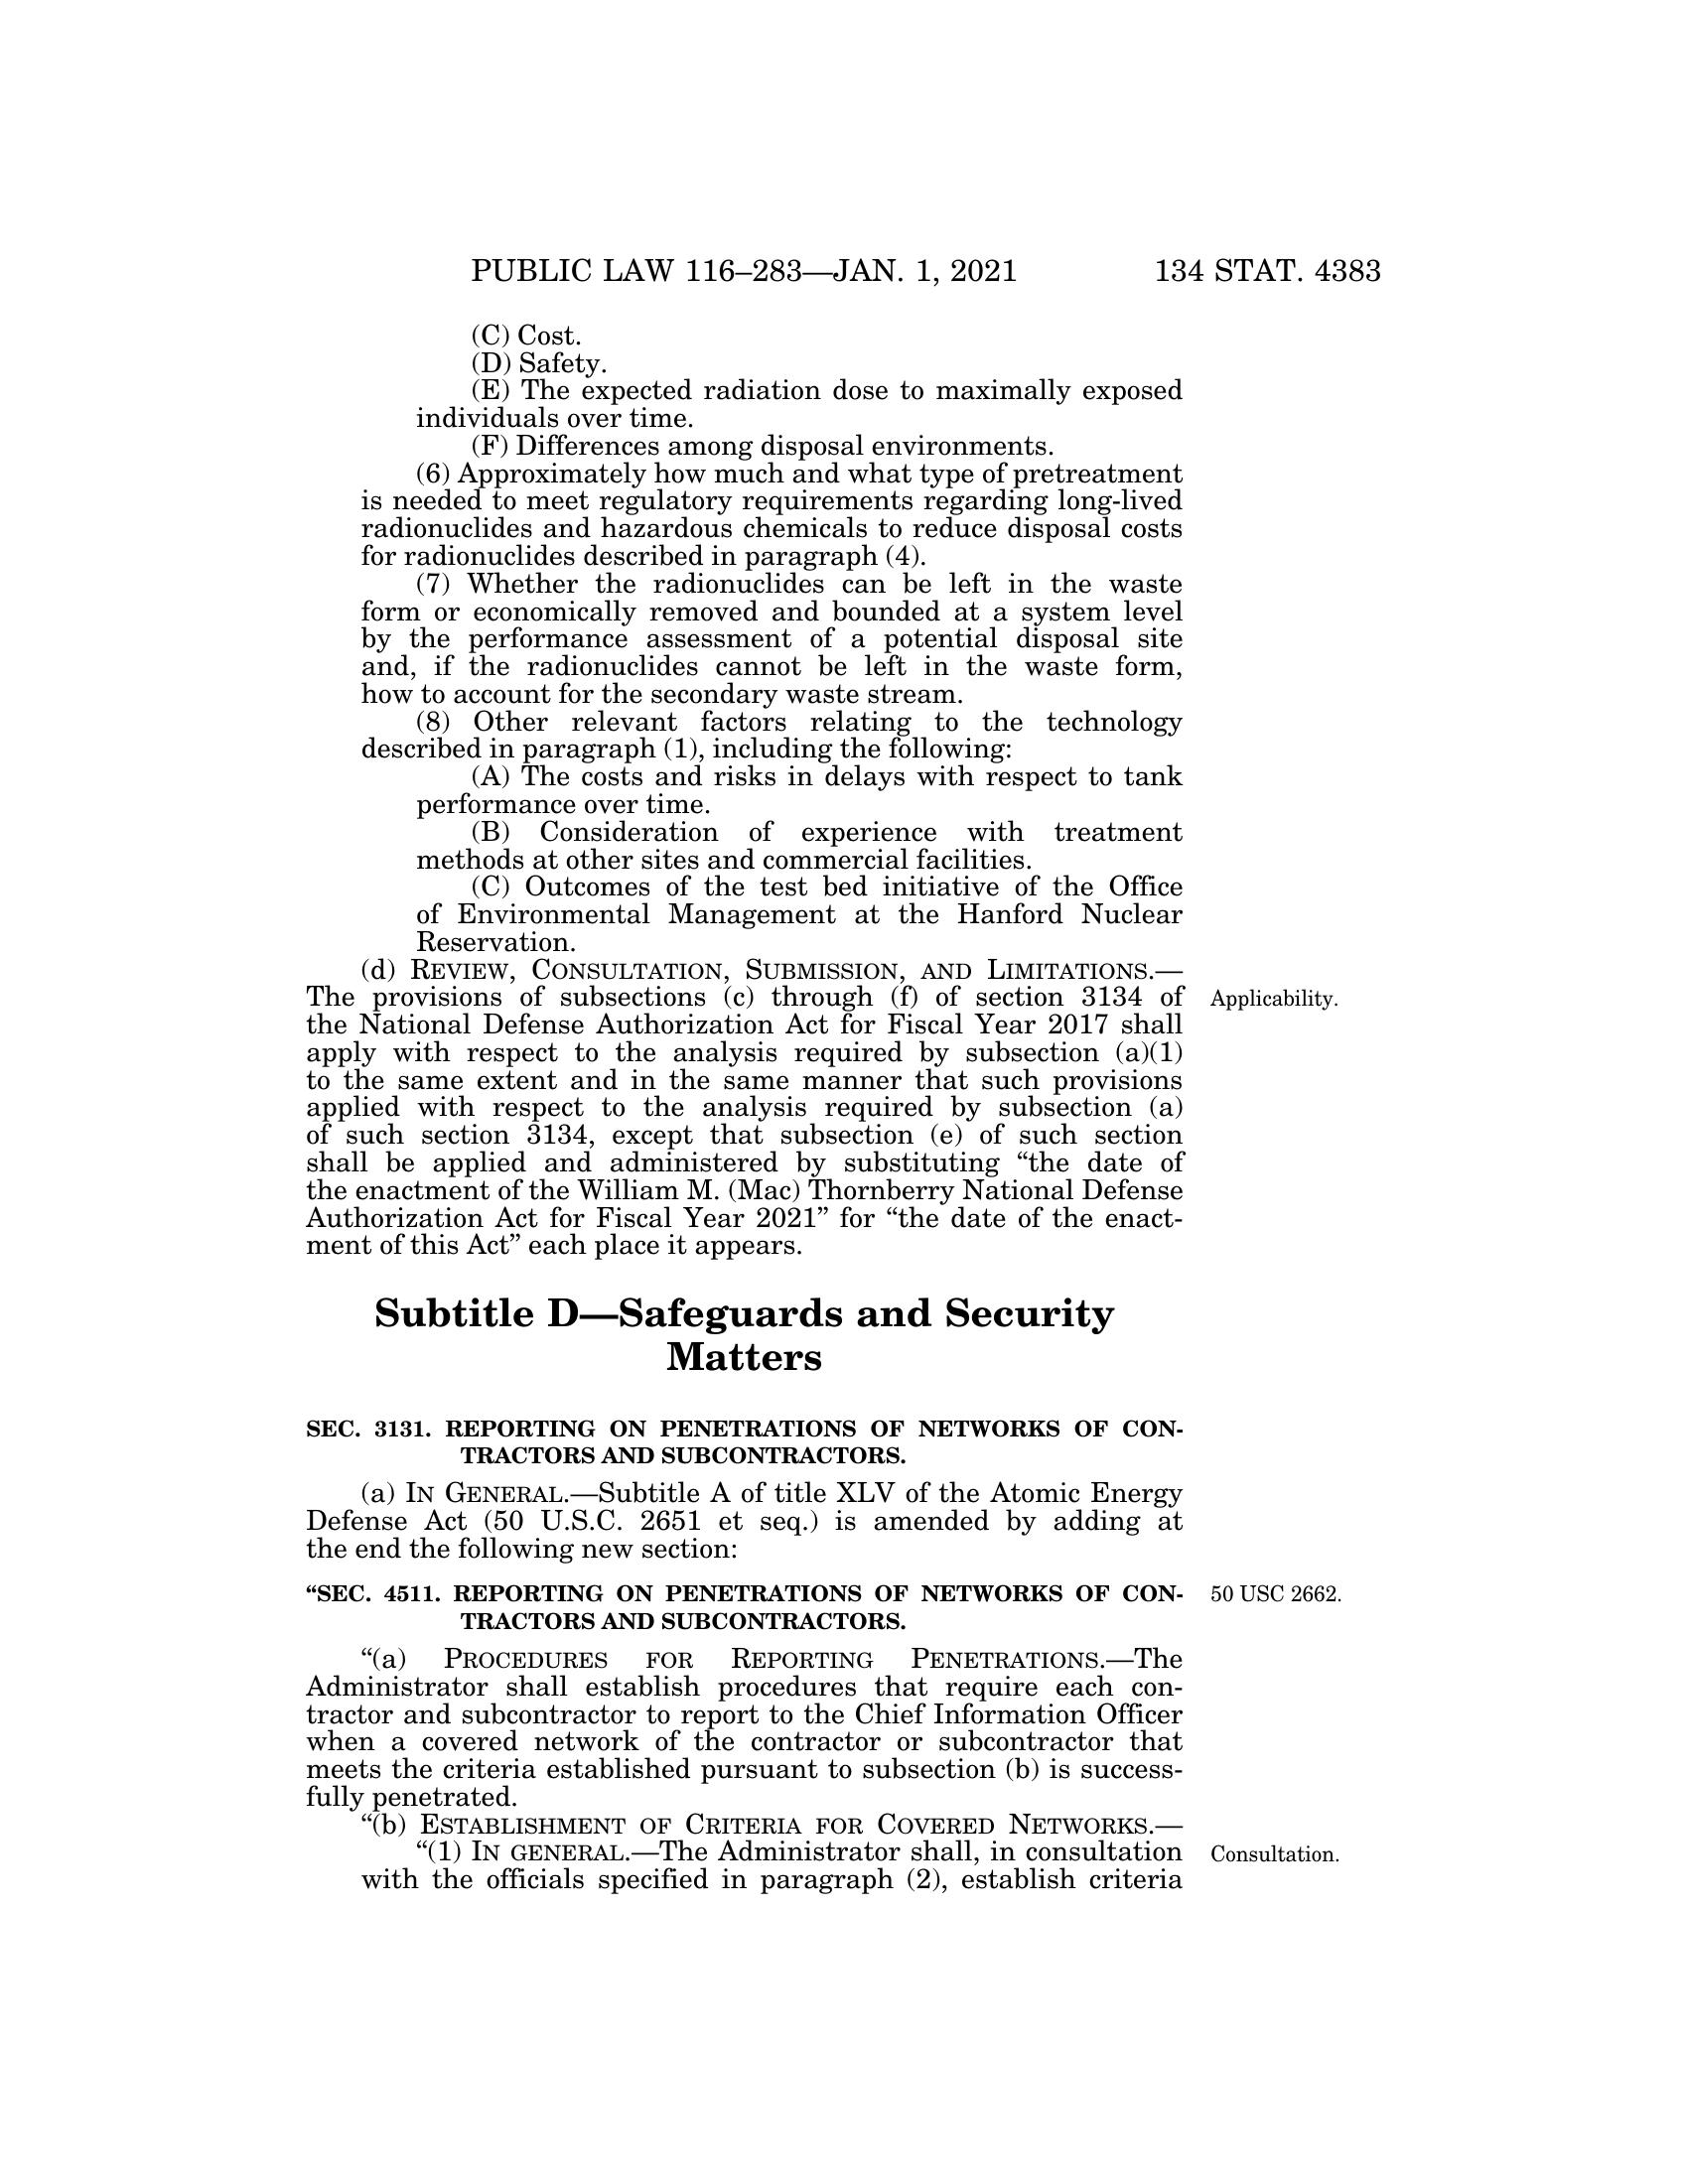 PUBLIC LAW 116–283—JAN. 1, 2021 134 STAT. 4383
(C) Cost.
(D) Safety.
(E) The expected radiation dose to maximally exposed
individuals over time.
(F) Differences among disposal environments.
(6) Approximately how much and what type of pretreatment
is needed to meet regulatory requirements regarding long-lived
radionuclides and hazardous chemicals to reduce disposal costs
for radionuclides described in paragraph (4).
(7) Whether the radionuclides can be left in the waste
form or economically removed and bounded at a system level
by the performance assessment of a potential disposal site
and, if the radionuclides cannot be left in the waste form,
how to account for the secondary waste stream.
(8) Other relevant factors relating to the technology
described in paragraph (1), including the following:
(A) The costs and risks in delays with respect to tank
performance over time.
(B) Consideration of experience with treatment
methods at other sites and commercial facilities.
(C) Outcomes of the test bed initiative of the Office
of Environmental Management at the Hanford Nuclear
Reservation.
(d) REVIEW, CONSULTATION, SUBMISSION, AND LIMITATIONS.—
The provisions of subsections (c) through (f) of section 3134 of Applicability.
the National Defense Authorization Act for Fiscal Year 2017 shall
apply with respect to the analysis required by subsection (a)(1)
to the same extent and in the same manner that such provisions
applied with respect to the analysis required by subsection (a)
of such section 3134, except that subsection (e) of such section
shall be applied and administered by substituting “the date of
the enactment of the William M. (Mac) Thornberry National Defense
Authorization Act for Fiscal Year 2021” for “the date of the enact-
ment of this Act” each place it appears.
Subtitle D—Safeguards and Security
Matters
SEC. 3131. REPORTING ON PENETRATIONS OF NETWORKS OF CON-
TRACTORS AND SUBCONTRACTORS.
(a) IN GENERAL.—Subtitle A of title XLV of the Atomic Energy
Defense Act (50 U.S.C. 2651 et seq.) is amended by adding at
the end the following new section:
“SEC. 4511. REPORTING ON PENETRATIONS OF NETWORKS OF CON- 50 USC 2662.
TRACTORS AND SUBCONTRACTORS.
“(a) PROCEDURES FOR REPORTING PENETRATIONS.—The
Administrator shall establish procedures that require each con-
tractor and subcontractor to report to the Chief Information Officer
when a covered network of the contractor or subcontractor that
meets the criteria established pursuant to subsection (b) is success-
fully penetrated.
“(b) ESTABLISHMENT OF CRITERIA FOR COVERED NETWORKS.—
“(1) IN GENERAL.—The Administrator shall, in consultation Consultation.
with the officials specified in paragraph (2), establish criteria